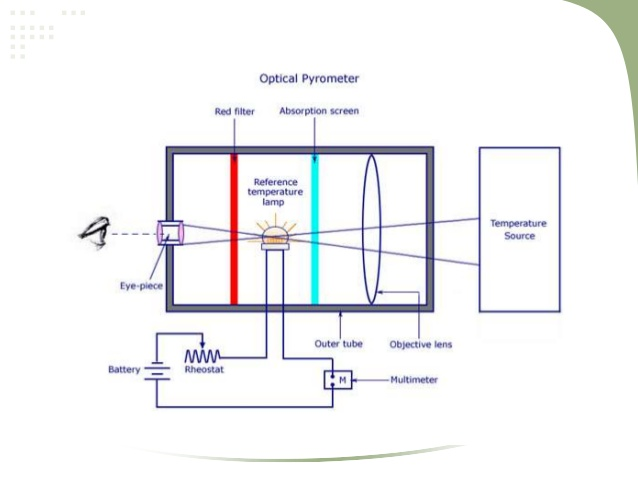 Optical Pyrometer
Red filter
Absorption screen
Reference
temperature
lamp
Temperature
Source
Eye-piece
Outer tube
Objective lens
Battery
Rheostat
M
Multimeter